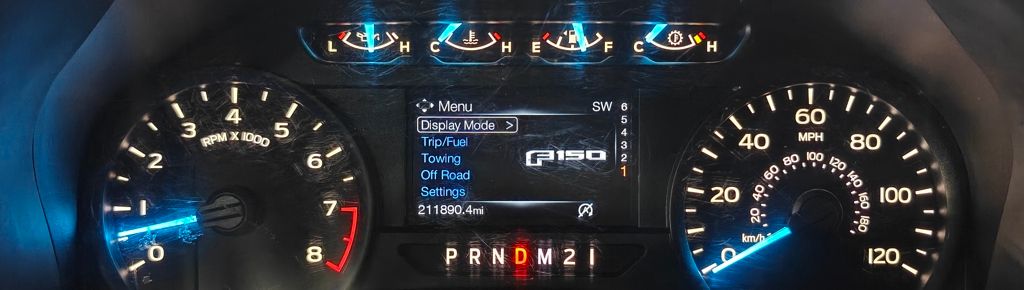 L H C H E F C H
0 1 2 3 4 5 6 7 8
RPM X 1000
Menu SW
Display Mode >
Trip/Fuel
Towing
Off Road
Settings
F150
211890.4mi
6
5
4
3
2
1
P R N D M 2 1
0 20 40 60 80 100 120
MPH
20 40 60 80 100 120 140 160 180
km/h